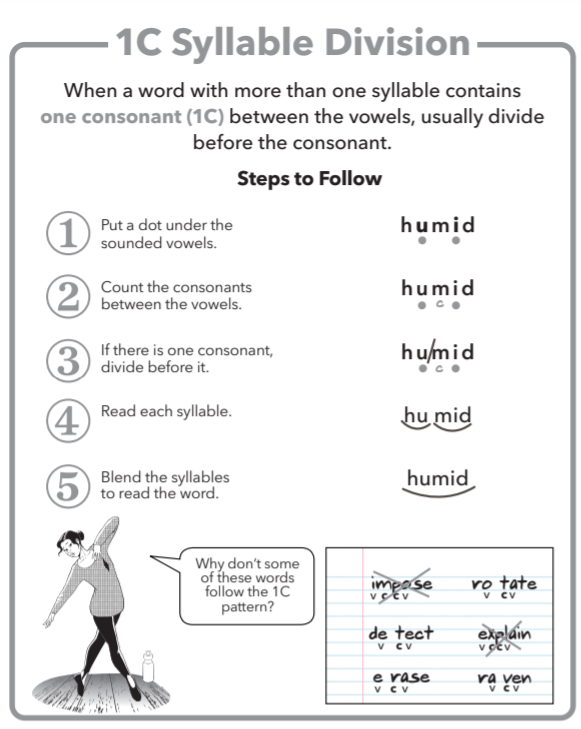 1C Syllable Division
When a word with more than one syllable contains
one consonant (1C) between the vowels, usually divide
before the consonant.
Steps to Follow
1 Put a dot under the
sounded vowels.
humid
2 Count the consonants
between the vowels.
humid
c
3 If there is one consonant,
divide before it.
hu/mid
c
4 Read each syllable.
hu mid
5 Blend the syllables
to read the word.
humid
Why don't some
of these words
follow the 1C
pattern?
impose ro tate
v c c v v c v
de tect explain
v c v v c c c v
e rase ra ven
v c v v c v